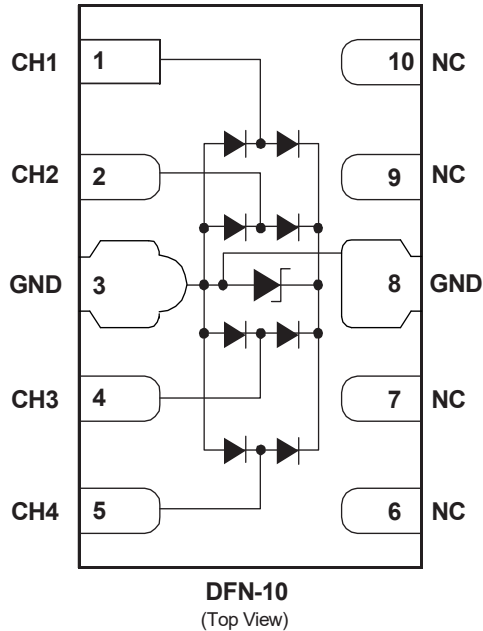 CH1 1 10 NC
CH2 2 9 NC
GND 3 8 GND
CH3 4 7 NC
CH4 5 6 NC
DFN-10
(Top View)